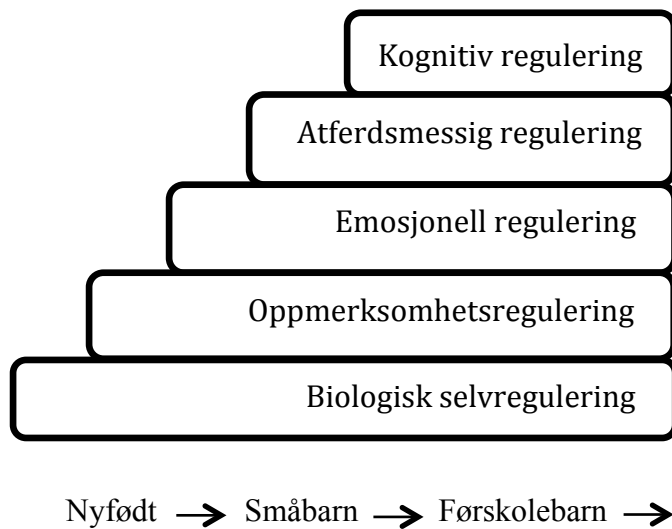 Kognitiv regulering
Atferdsmessig regulering
Emosjonell regulering
Oppmerksomhetsregulering
Biologisk selvregulering
Nyfødt → Småbarn → Førskolebarn →